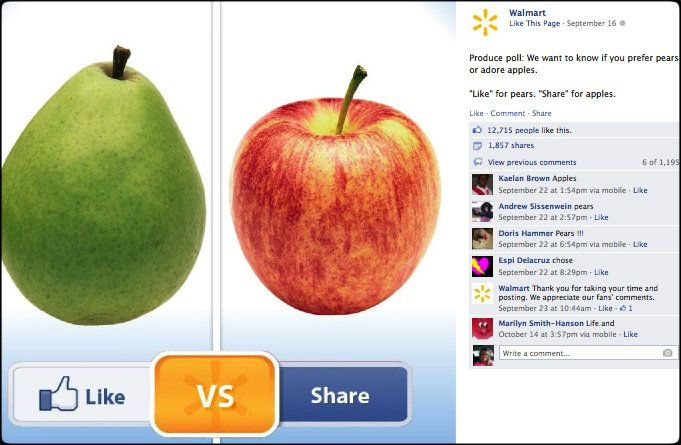 Walmart
Like This Page · September 16
Produce poll: We want to know if you prefer pears
or adore apples.
"Like" for pears. "Share" for apples.
Like · Comment · Share
12,715 people like this.
1,857 shares
View previous comments 6 of 1,195
Kaelan Brown Apples
September 22 at 1:54pm via mobile · Like
Andrew Sissenwein pears
September 22 at 2:57pm · Like
Doris Hammer Pears !!!
September 22 at 6:54pm via mobile · Like
Espi Delacruz chose
September 22 at 8:29pm · Like
Walmart Thank you for taking your time and
posting. We appreciate our fans' comments.
September 23 at 10:44am · Like · 1
Marilyn Smith-Hanson Life and
October 14 at 3:57pm via mobile · Like
Write a comment...
Like
VS
Share